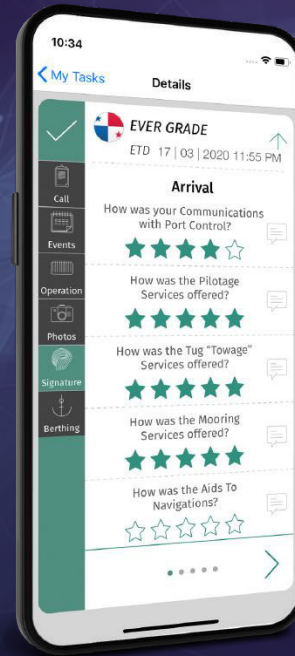 10:34
My Tasks
Details
EVER GRADE
ETD 17 | 03 | 2020 11:55 PM
Arrival
How was your Communications
with Port Control?
How was the Pilotage
Services offered?
How was the Tug "Towage"
Services offered?
How was the Mooring
Services offered?
How was the Aids To
Navigations?
Call
Events
Operation
Photos
Signature
Berthing